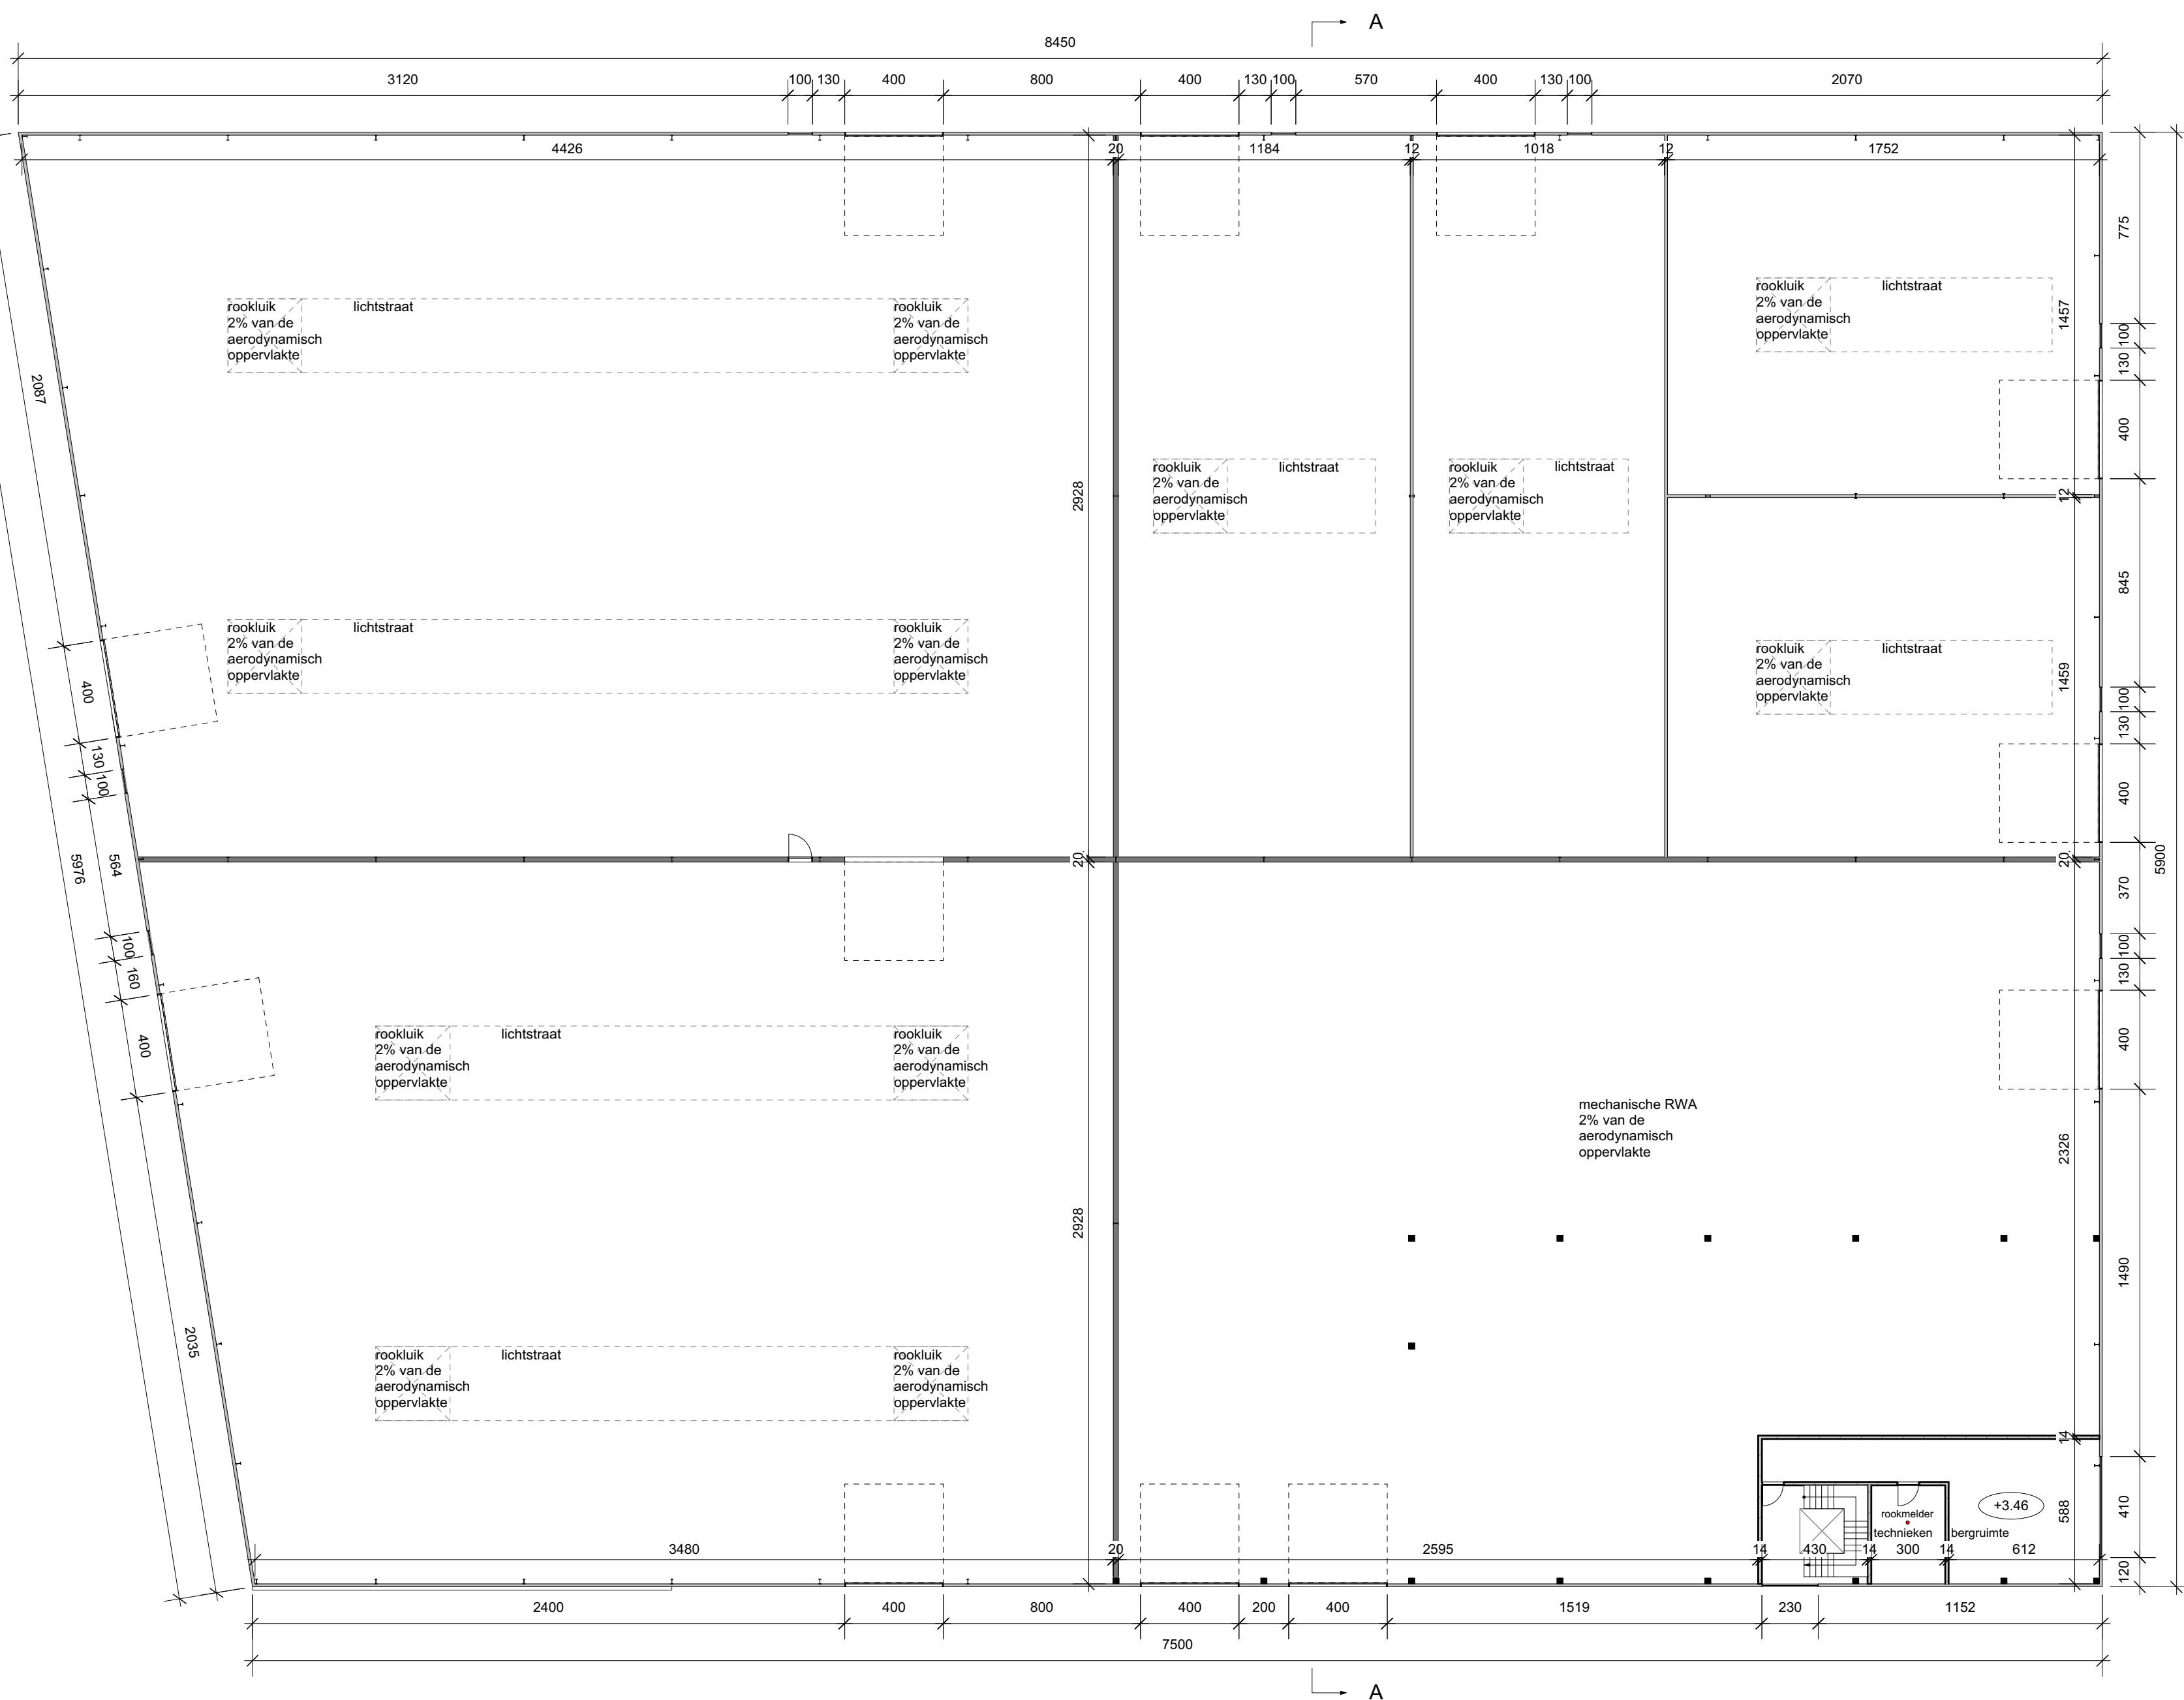 A
8450
3120
100
130
400
800
400
130
100
570
400
130
100
2070
4426
20
1184
12
1018
12
1752
775
rookluik
2% van de
aerodynamisch
oppervlakte
lichtstraat
rookluik
2% van de
aerodynamisch
oppervlakte
rookluik
2% van de
aerodynamisch
oppervlakte
lichtstraat
1457
100
130
2087
400
rookluik
2% van de
aerodynamisch
oppervlakte
lichtstraat
rookluik
2% van de
aerodynamisch
oppervlakte
lichtstraat
2928
12
845
rookluik
2% van de
aerodynamisch
oppervlakte
lichtstraat
rookluik
2% van de
aerodynamisch
oppervlakte
rookluik
2% van de
aerodynamisch
oppervlakte
lichtstraat
1459
100
130
400
400
130
100
564
5976
20
20
5900
370
100
160
400
100
130
400
rookluik
2% van de
aerodynamisch
oppervlakte
lichtstraat
rookluik
2% van de
aerodynamisch
oppervlakte
mechanische RWA
2% van de
aerodynamisch
oppervlakte
2326
2928
1490
2035
rookluik
2% van de
aerodynamisch
oppervlakte
lichtstraat
rookluik
2% van de
aerodynamisch
oppervlakte
14
+3.46
rookmelder
technieken
bergruimte
588
410
3480
20
2595
14
430
14
300
14
612
120
2400
400
800
400
200
400
1519
230
1152
7500
A